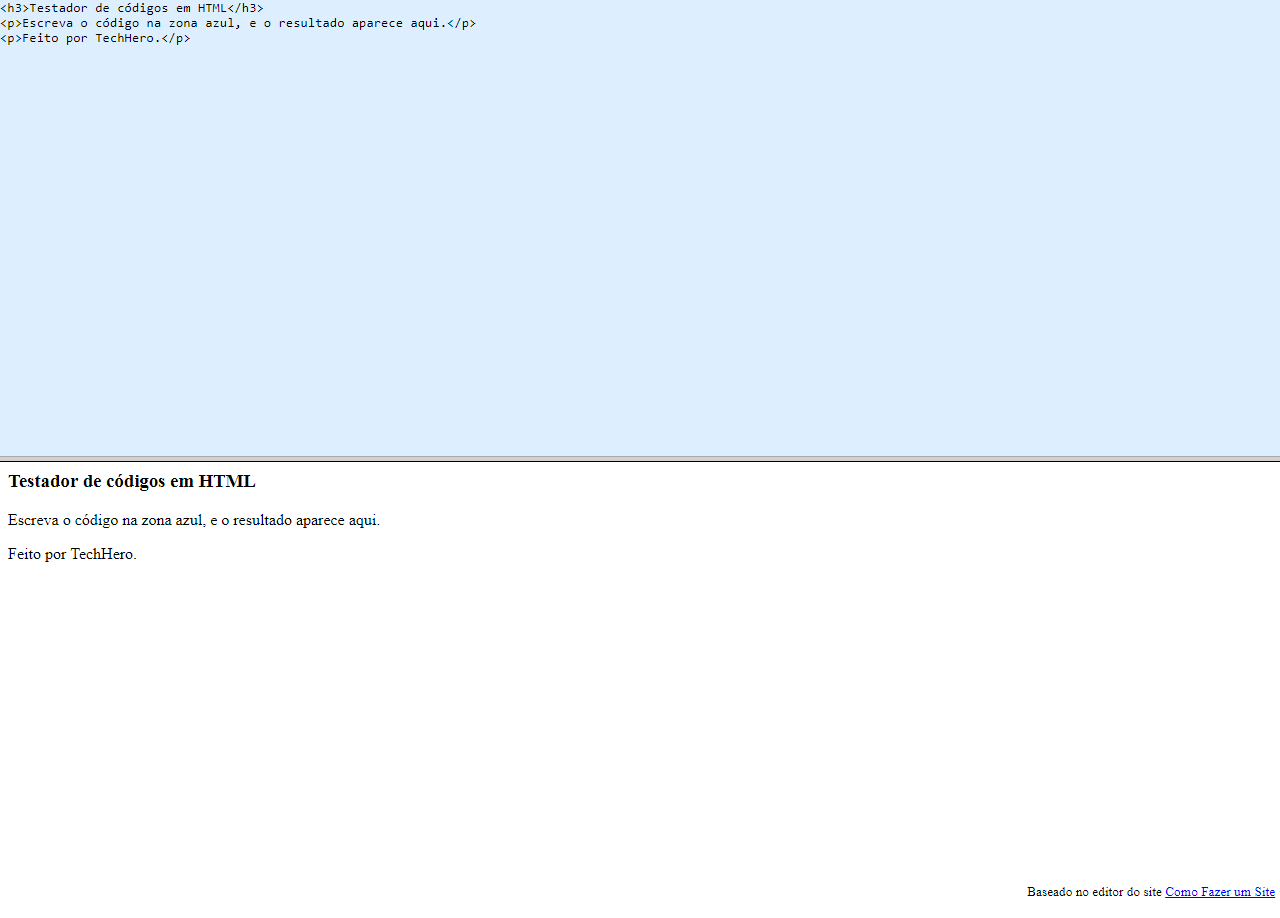 <h3>Testador de códigos em HTML</h3>
<p>Escreva o código na zona azul, e o resultado aparece aqui.</p>
<p>Feito por TechHero.</p>
Testador de códigos em HTML
Escreva o código na zona azul, e o resultado aparece aqui.
Feito por TechHero.
Baseado no editor do site Como Fazer um Site